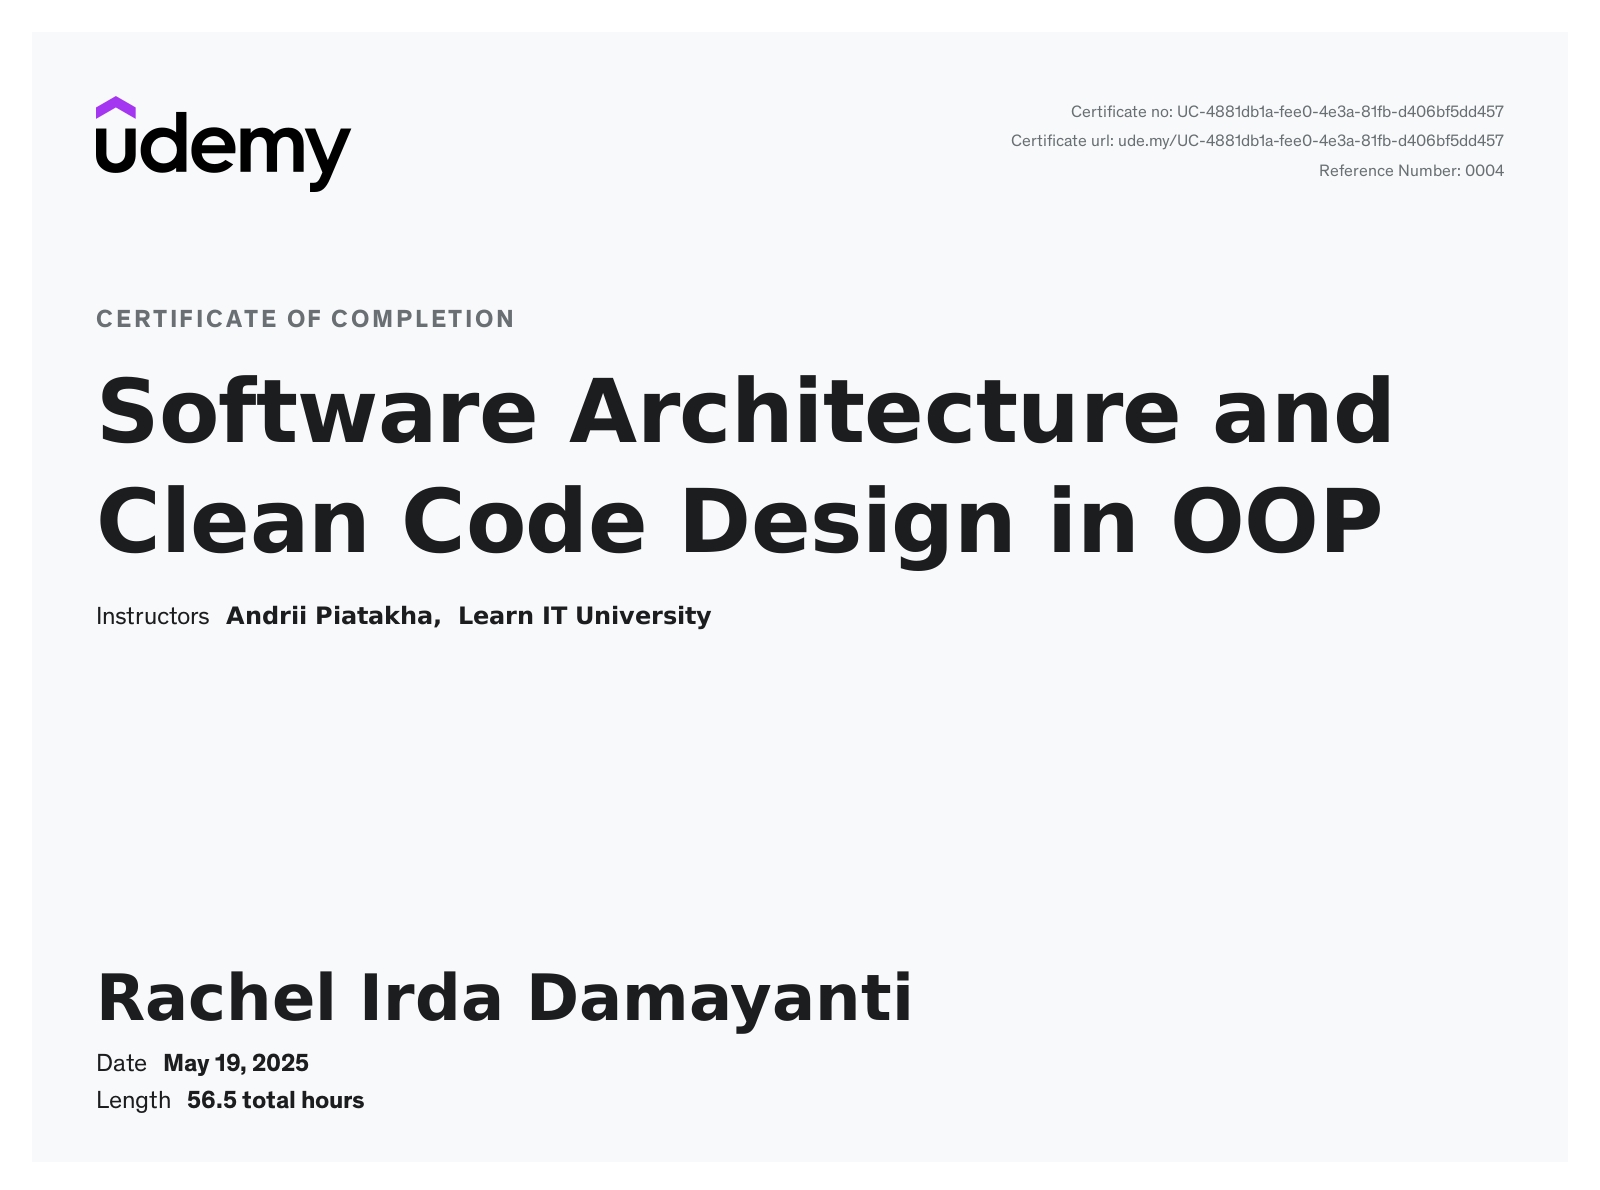 udemy
Certificate no: UC-4881db1a-fee0-4e3a-81fb-d406bf5dd457
Certificate url: ude.my/UC-4881db1a-fee0-4e3a-81fb-d406bf5dd457
Reference Number: 0004
CERTIFICATE OF COMPLETION
Software Architecture and
Clean Code Design in OOP
Instructors Andrii Piatakha, Learn IT University
Rachel Irda Damayanti
Date May 19, 2025
Length 56.5 total hours